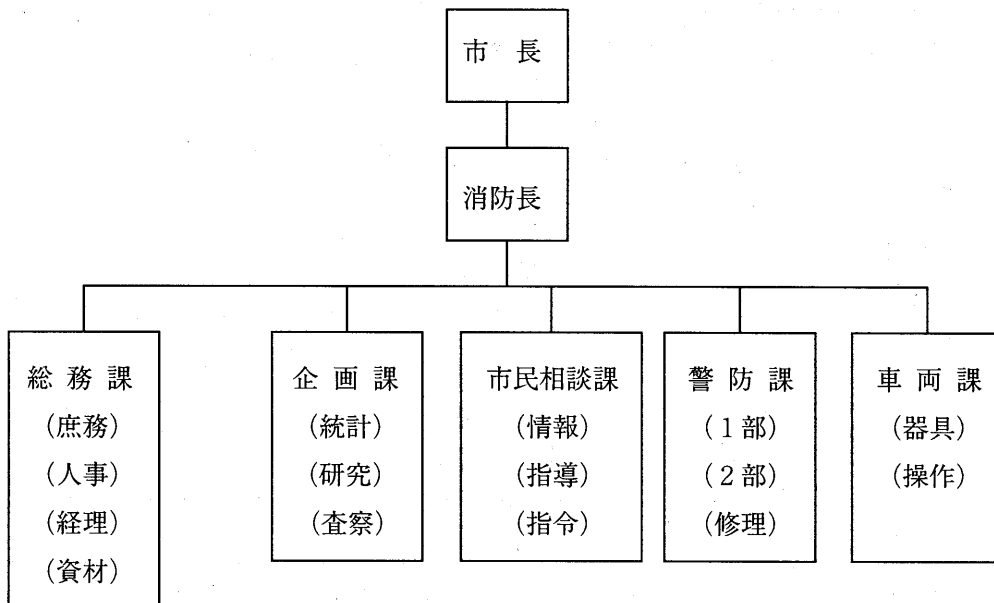 市 長
消防長
総 務 課
(庶務)
(人事)
(経理)
(資材)
企 画 課
(統計)
(研究)
(査察)
市民相談課
(情報)
(指導)
(指令)
警 防 課
(1部)
(2部)
(修理)
車 両 課
(器具)
(操作)